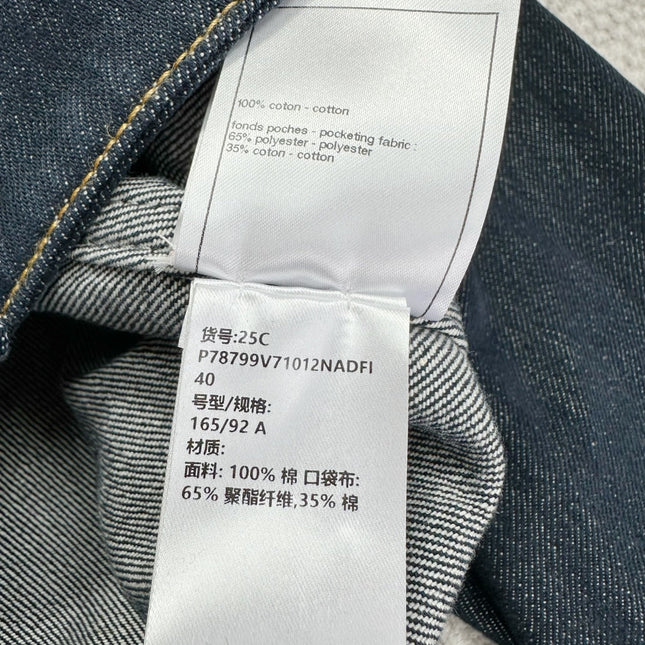 100% coton - cotton
fonds poches - pocketing fabric :
65% polyester - polyester
35% coton - cotton
货号:25C
P78799V71012NADFI
40
号型/规格:
165/92 A
材质:
面料: 100% 棉 口袋布:
65% 聚酯纤维,35% 棉